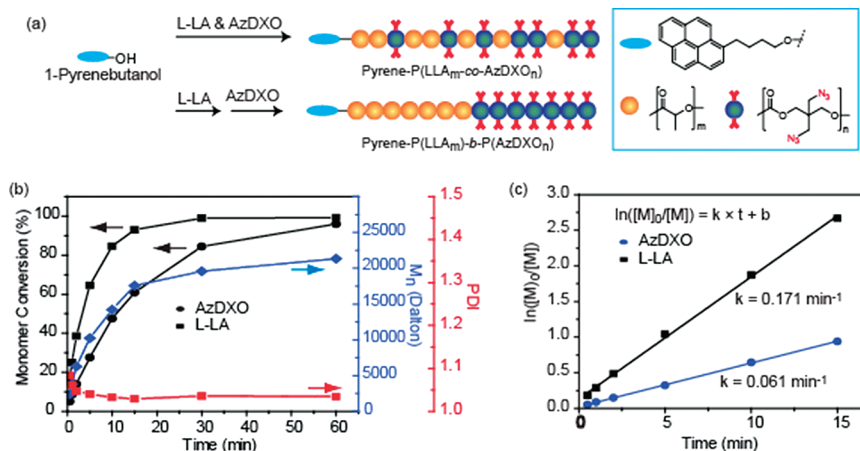 (a)
L-LA & AzDXO
OH
1-Pyrenebutanol
Pyrene-P(LLAm-co-AzDXOn)
L-LA
AzDXO
Pyrene-P(LLAm)-b-P(AzDXOn)
O
O
O
m
O
O
O
N3
N3
n
(b)
Monomer Conversion (%)
100
80
60
40
20
0
0 10 20 30 40 50 60
Time (min)
AzDXO
L-LA
25000
20000
15000
10000
5000
0
Mn (Dalton)
1.5
1.4
1.3
1.2
1.1
1.0
PDI
(c)
ln([M]0/[M])
3.0
2.5
2.0
1.5
1.0
0.5
0.0
0 5 10 15
Time (min)
ln([M]0/[M]) = k × t + b
AzDXO
L-LA
k = 0.171 min-1
k = 0.061 min-1